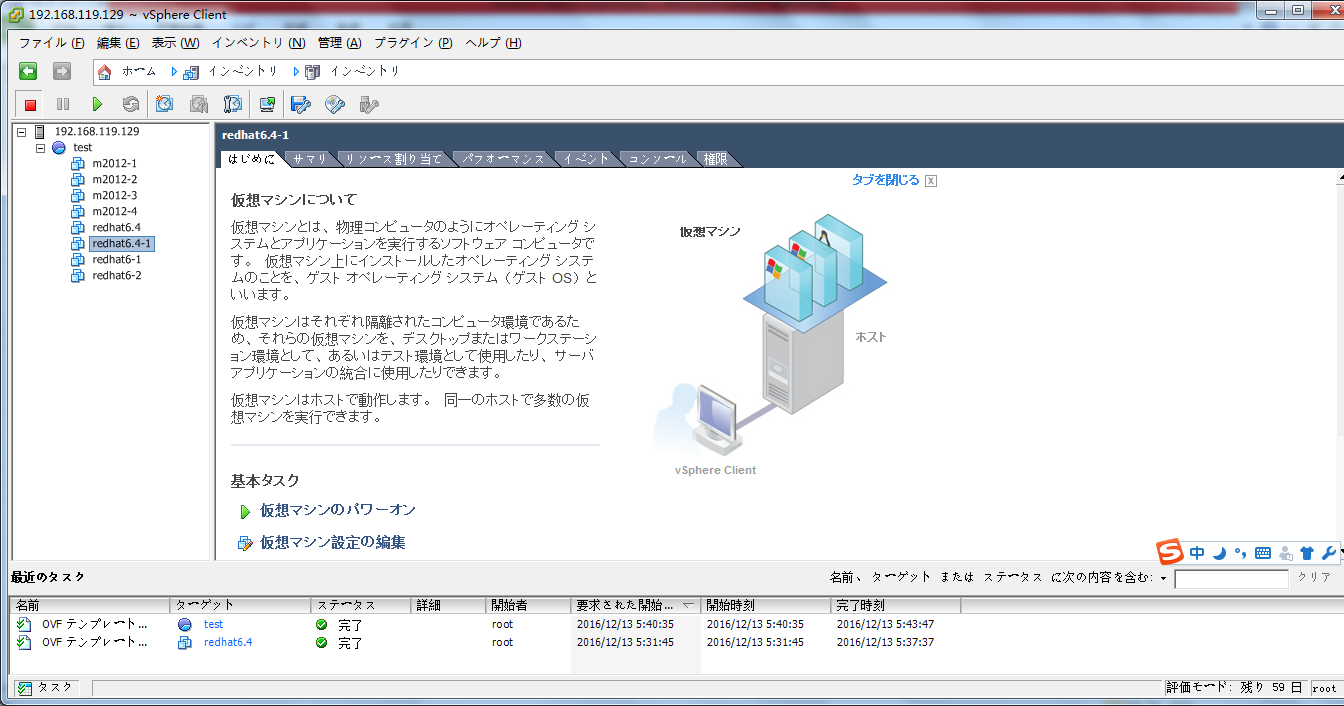 192.168.119.129 ~ vSphere Client
ファイル (F) 編集 (E) 表示 (W) インベントリ (N) 管理 (A) プラグイン (P) ヘルプ (H)
ホーム インベントリ インベントリ
192.168.119.129
test
m2012-1
m2012-2
m2012-3
m2012-4
redhat6.4
redhat6.4-1
redhat6-1
redhat6-2
redhat6.4-1
はじめに サマリ リソース割り当て パフォーマンス イベント コンソール 権限
タブを閉じる X
仮想マシンについて
仮想マシンとは、物理コンピュータのようにオペレーティング シ
ステムとアプリケーションを実行するソフトウェア コンピュータで
す。 仮想マシン上にインストールしたオペレーティング システ
ムのことを、ゲスト オペレーティング システム（ゲスト OS）と
いいます。
仮想マシンはそれぞれ隔離されたコンピュータ環境であるた
め、それらの仮想マシンを、デスクトップまたはワークステーシ
ョン環境として、あるいはテスト環境として使用したり、サーバ
アプリケーションの統合に使用したりできます。
仮想マシンはホストで動作します。 同一のホストで多数の仮
想マシンを実行できます。
基本タスク
仮想マシンのパワーオン
仮想マシン設定の編集
仮想マシン
ホスト
vSphere Client
中
最近のタスク
名前、ターゲット または ステータス に次の内容を含む: クリア
名前 ターゲット ステータス 詳細 開始者 要求された開始... 開始時刻 完了時刻
OVF テンプレート... test 完了 root 2016/12/13 5:40:35 2016/12/13 5:40:35 2016/12/13 5:43:47
OVF テンプレート... redhat6.4 完了 root 2016/12/13 5:31:45 2016/12/13 5:31:45 2016/12/13 5:37:37
タスク 評価モード: 残り 59 日 root